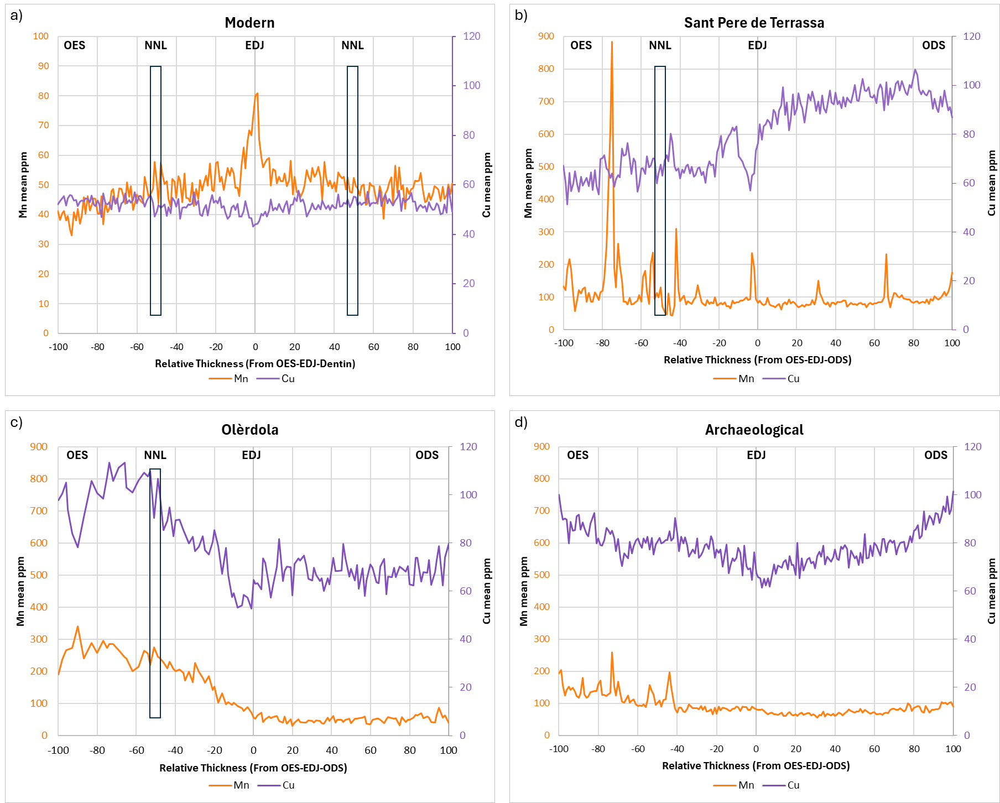 a)
Modern
OES NNL EDJ NNL
100
90
80
70
60
50
40
30
20
10
0
120
100
80
60
40
20
0
Mn mean ppm
Cu mean ppm
-100 -80 -60 -40 -20 0 20 40 60 80 100
Relative Thickness (From OES-EDJ-Dentin)
Mn Cu
b)
Sant Pere de Terrassa
OES NNL EDJ ODS
900
800
700
600
500
400
300
200
100
0
120
100
80
60
40
20
0
Mn mean ppm
Cu mean ppm
-100 -80 -60 -40 -20 0 20 40 60 80 100
Relative Thickness (From OES-EDJ-ODS)
Mn Cu
c)
Olèrdola
OES NNL EDJ ODS
900
800
700
600
500
400
300
200
100
0
120
100
80
60
40
20
0
Mn mean ppm
Cu mean ppm
-100 -80 -60 -40 -20 0 20 40 60 80 100
Relative Thickness (From OES-EDJ-ODS)
Mn Cu
d)
Archaeological
OES EDJ ODS
900
800
700
600
500
400
300
200
100
0
120
100
80
60
40
20
0
Mn mean ppm
Cu mean ppm
-100 -80 -60 -40 -20 0 20 40 60 80 100
Relative Thickness (From OES-EDJ-ODS)
Mn Cu